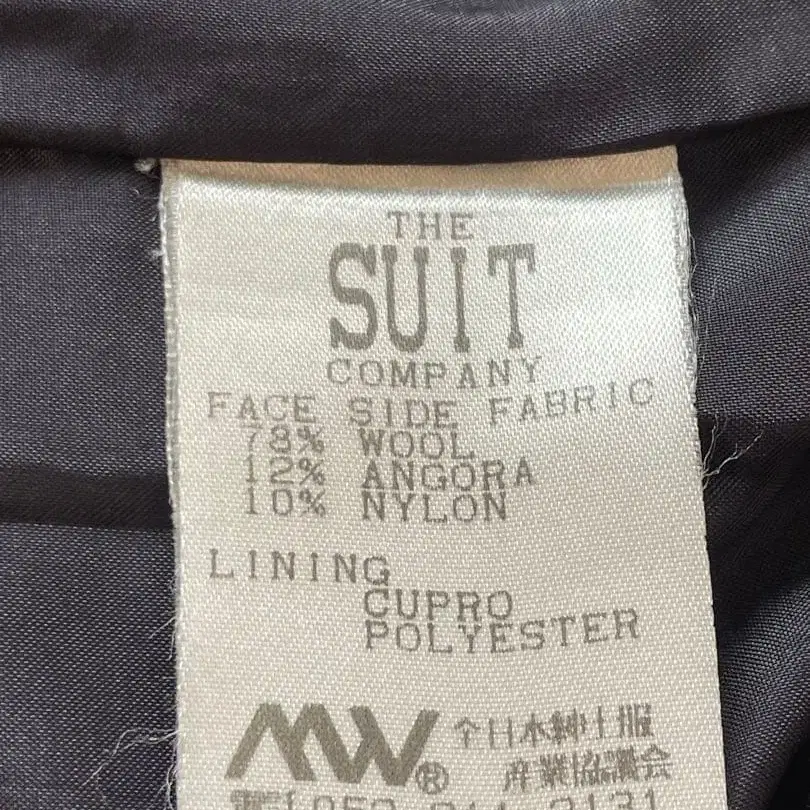 THE
SUIT
COMPANY
FACE SIDE FABRIC
78% WOOL
12% ANGORA
10% NYLON
LINING
CUPRO
POLYESTER
MW® 全日本紳士服
産業協議会